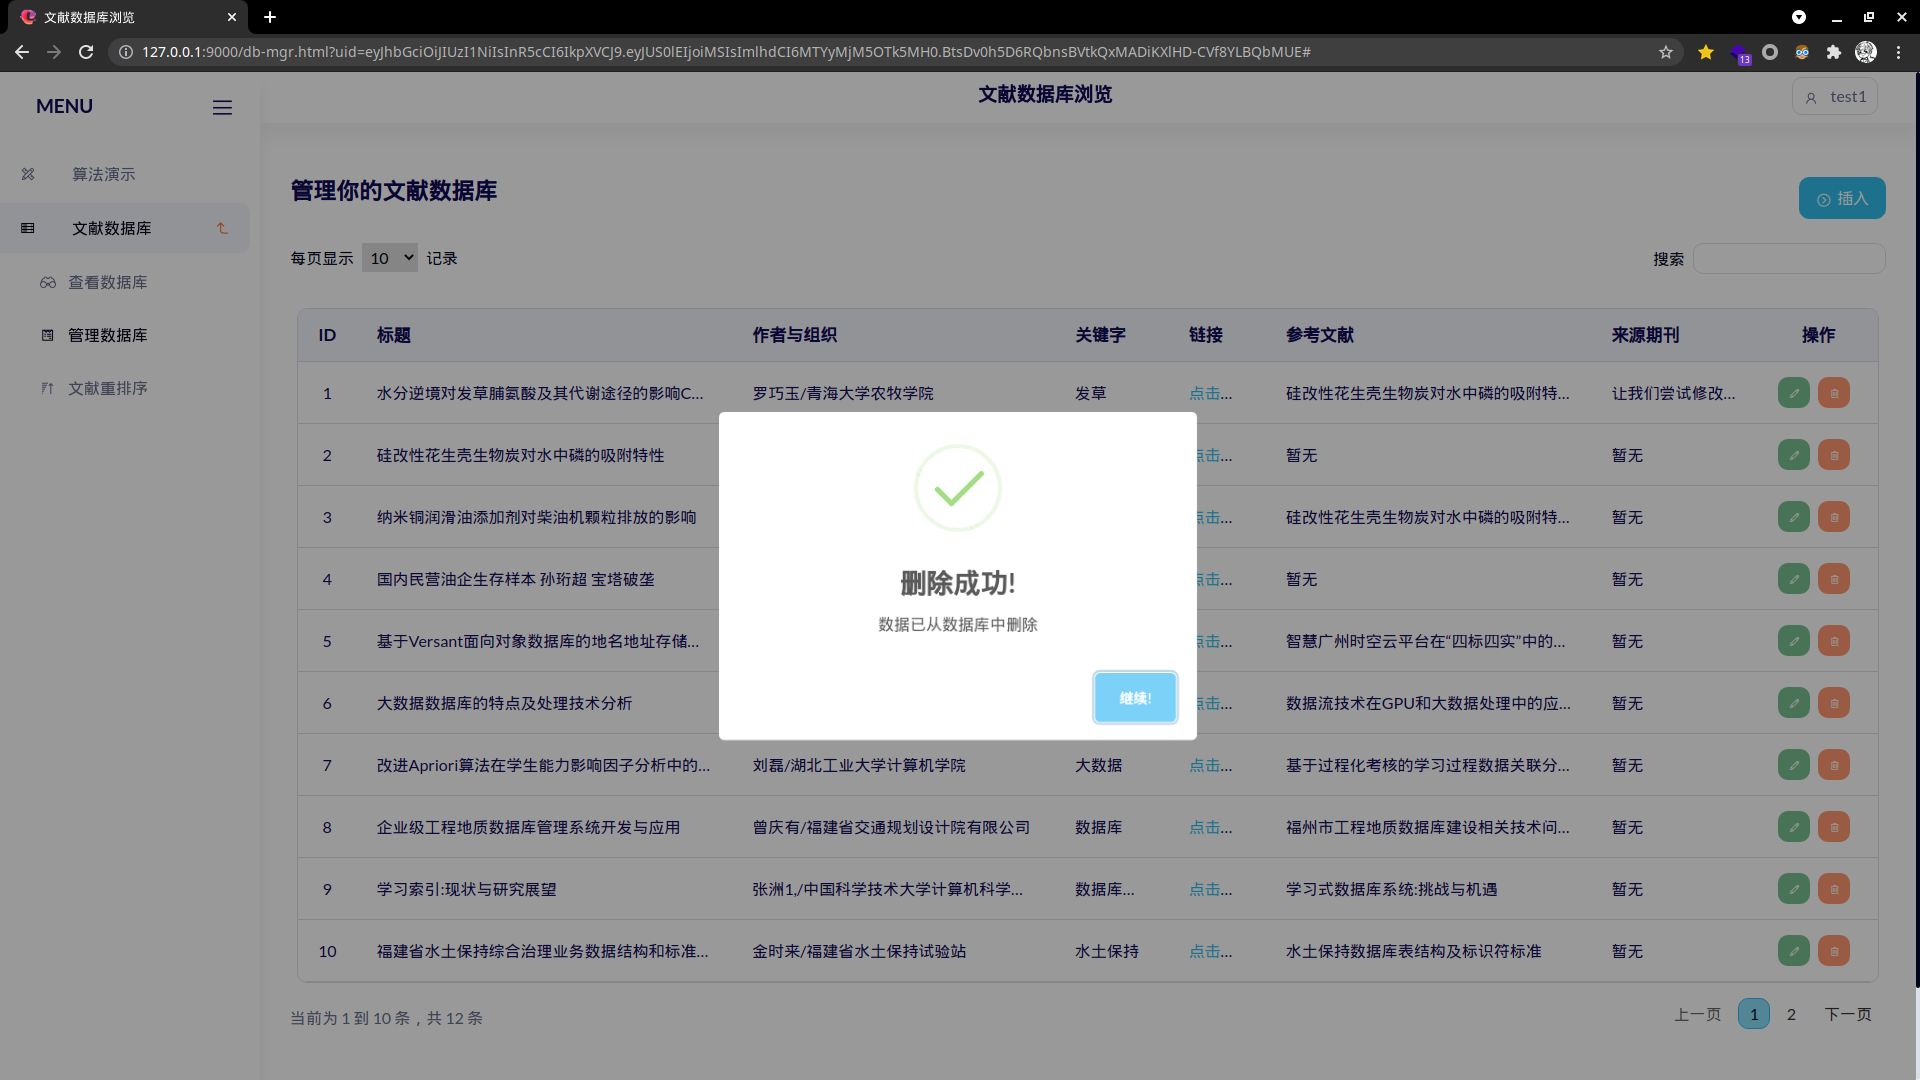 文献数据库浏览
127.0.0.1:9000/db-mgr.html?uid=eyJhbGciOiJIUzI1NiIsInR5cCI6IkpXVCJ9.eyJUS0lEIjoiMSIsImlhdCI6MTYyMjM5OTk5MH0.BtsDv0h5D6RQbnsBVtkQxMADiKXlHD-CVf8YLBQbMUE#
13
MENU
文献数据库浏览
test1
算法演示
文献数据库
查看数据库
管理数据库
文献重排序
管理你的文献数据库
插入
每页显示 10 记录
搜索
ID 标题 作者与组织 关键字 链接 参考文献 来源期刊 操作
1 水分逆境对发草脯氨酸及其代谢途径的影响C... 罗巧玉/青海大学农牧学院 发草 点击... 硅改性花生壳生物炭对水中磷的吸附特... 让我们尝试修改...
2 硅改性花生壳生物炭对水中磷的吸附特性 点击... 暂无 暂无
3 纳米铜润滑油添加剂对柴油机颗粒排放的影响 点击... 硅改性花生壳生物炭对水中磷的吸附特... 暂无
4 国内民营油企生存样本 孙珩超 宝塔破垄 点击... 暂无 暂无
5 基于Versant面向对象数据库的地名地址存储... 点击... 智慧广州时空云平台在“四标四实”中的... 暂无
6 大数据数据库的特点及处理技术分析 点击... 数据流技术在GPU和大数据处理中的应... 暂无
7 改进Apriori算法在学生能力影响因子分析中的... 刘磊/湖北工业大学计算机学院 大数据 点击... 基于过程化考核的学习过程数据关联分... 暂无
8 企业级工程地质数据库管理系统开发与应用 曾庆有/福建省交通规划设计院有限公司 数据库 点击... 福州市工程地质数据库建设相关技术问... 暂无
9 学习索引:现状与研究展望 张洲1,/中国科学技术大学计算机科学... 数据库... 点击... 学习式数据库系统:挑战与机遇 暂无
10 福建省水土保持综合治理业务数据结构和标准... 金时来/福建省水土保持试验站 水土保持 点击... 水土保持数据库表结构及标识符标准 暂无
删除成功!
数据已从数据库中删除
继续!
当前为 1 到 10 条，共 12 条
上一页 1 2 下一页